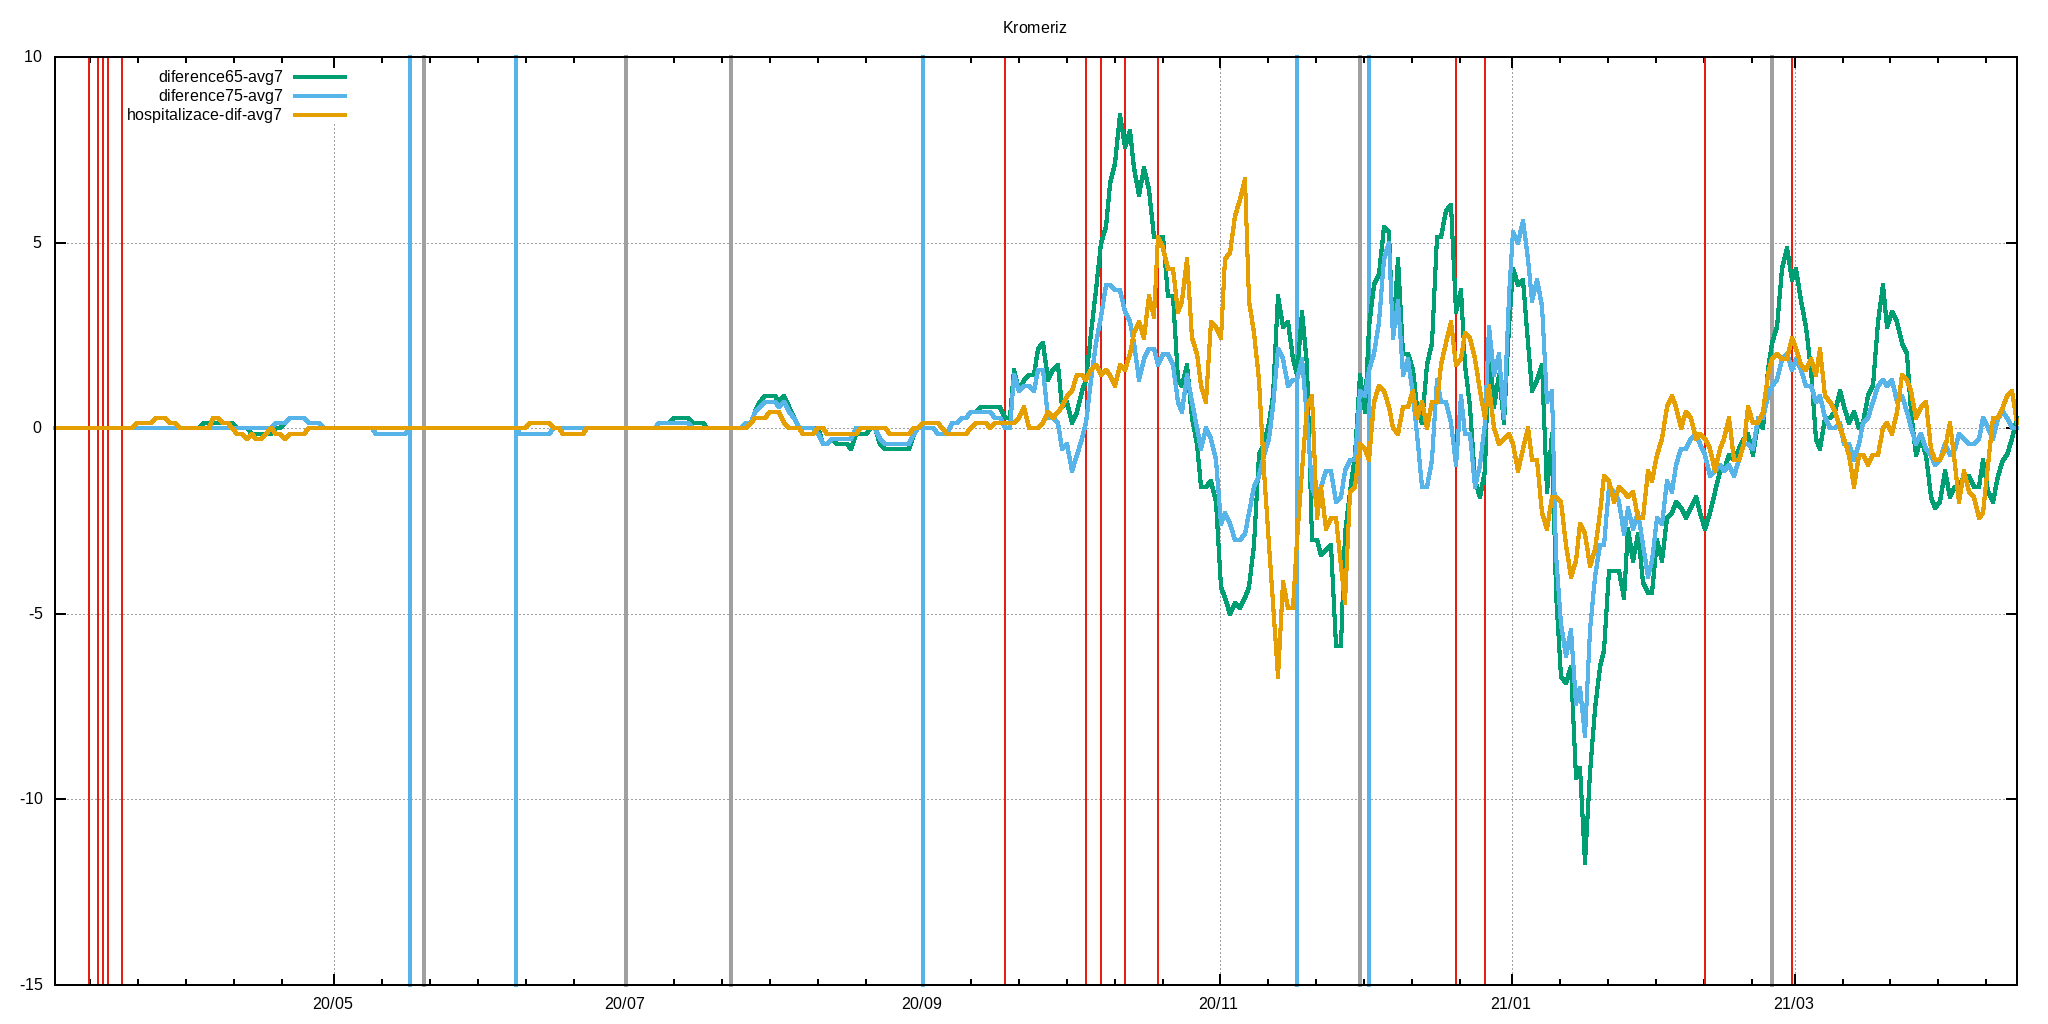 Kromeriz
10
diference65-avg7
diference75-avg7
hospitalizace-dif-avg7
5
0
-5
-10
-15
20/05 20/07 20/09 20/11 21/01 21/03